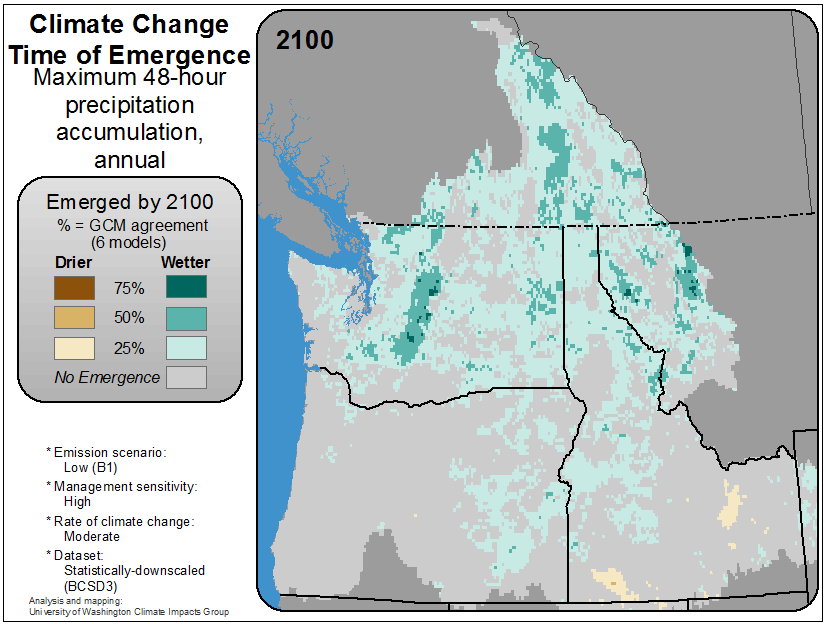 Climate Change
Time of Emergence
Maximum 48-hour
precipitation
accumulation,
annual
2100
Emerged by 2100
% = GCM agreement
(6 models)
Drier Wetter
75%
50%
25%
No Emergence
* Emission scenario:
Low (B1)
* Management sensitivity:
High
* Rate of climate change:
Moderate
* Dataset:
Statistically-downscaled
(BCSD3)
Analysis and mapping:
University of Washington Climate Impacts Group